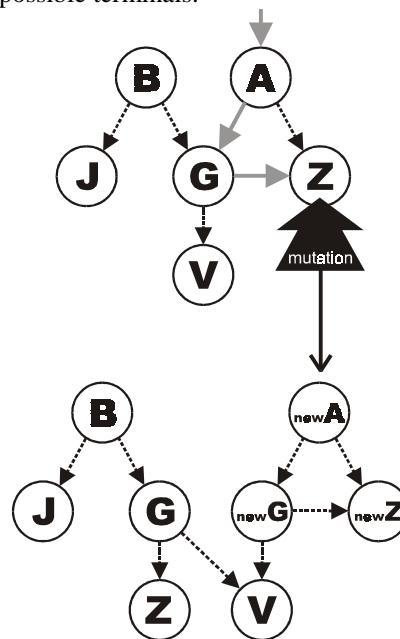 possible terminals.
B A
J G Z
V
mutation
B newA
J G newG newZ
Z V